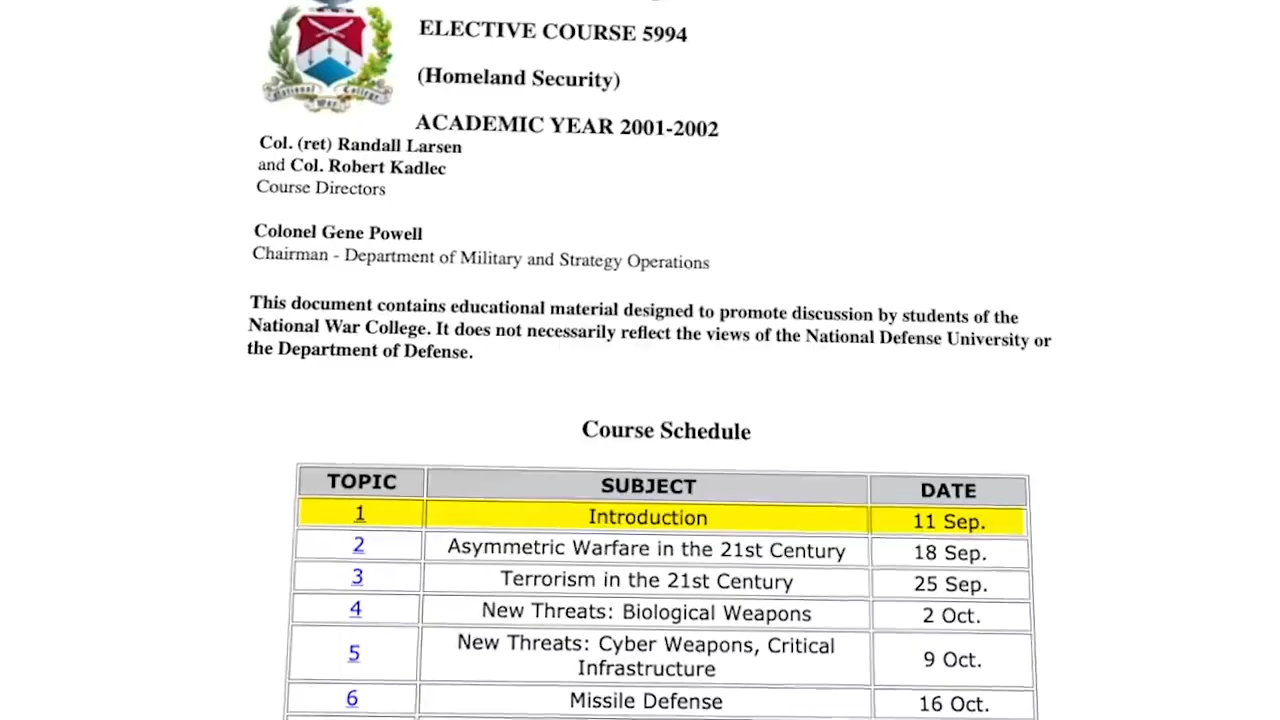 ELECTIVE COURSE 5994
(Homeland Security)
ACADEMIC YEAR 2001-2002
Col. (ret) Randall Larsen
and Col. Robert Kadlec
Course Directors
Colonel Gene Powell
Chairman - Department of Military and Strategy Operations
This document contains educational material designed to promote discussion by students of the
National War College. It does not necessarily reflect the views of the National Defense University or
the Department of Defense.
Course Schedule
TOPIC SUBJECT DATE
1 Introduction 11 Sep.
2 Asymmetric Warfare in the 21st Century 18 Sep.
3 Terrorism in the 21st Century 25 Sep.
4 New Threats: Biological Weapons 2 Oct.
5 New Threats: Cyber Weapons, Critical Infrastructure 9 Oct.
6 Missile Defense 16 Oct.
National War College